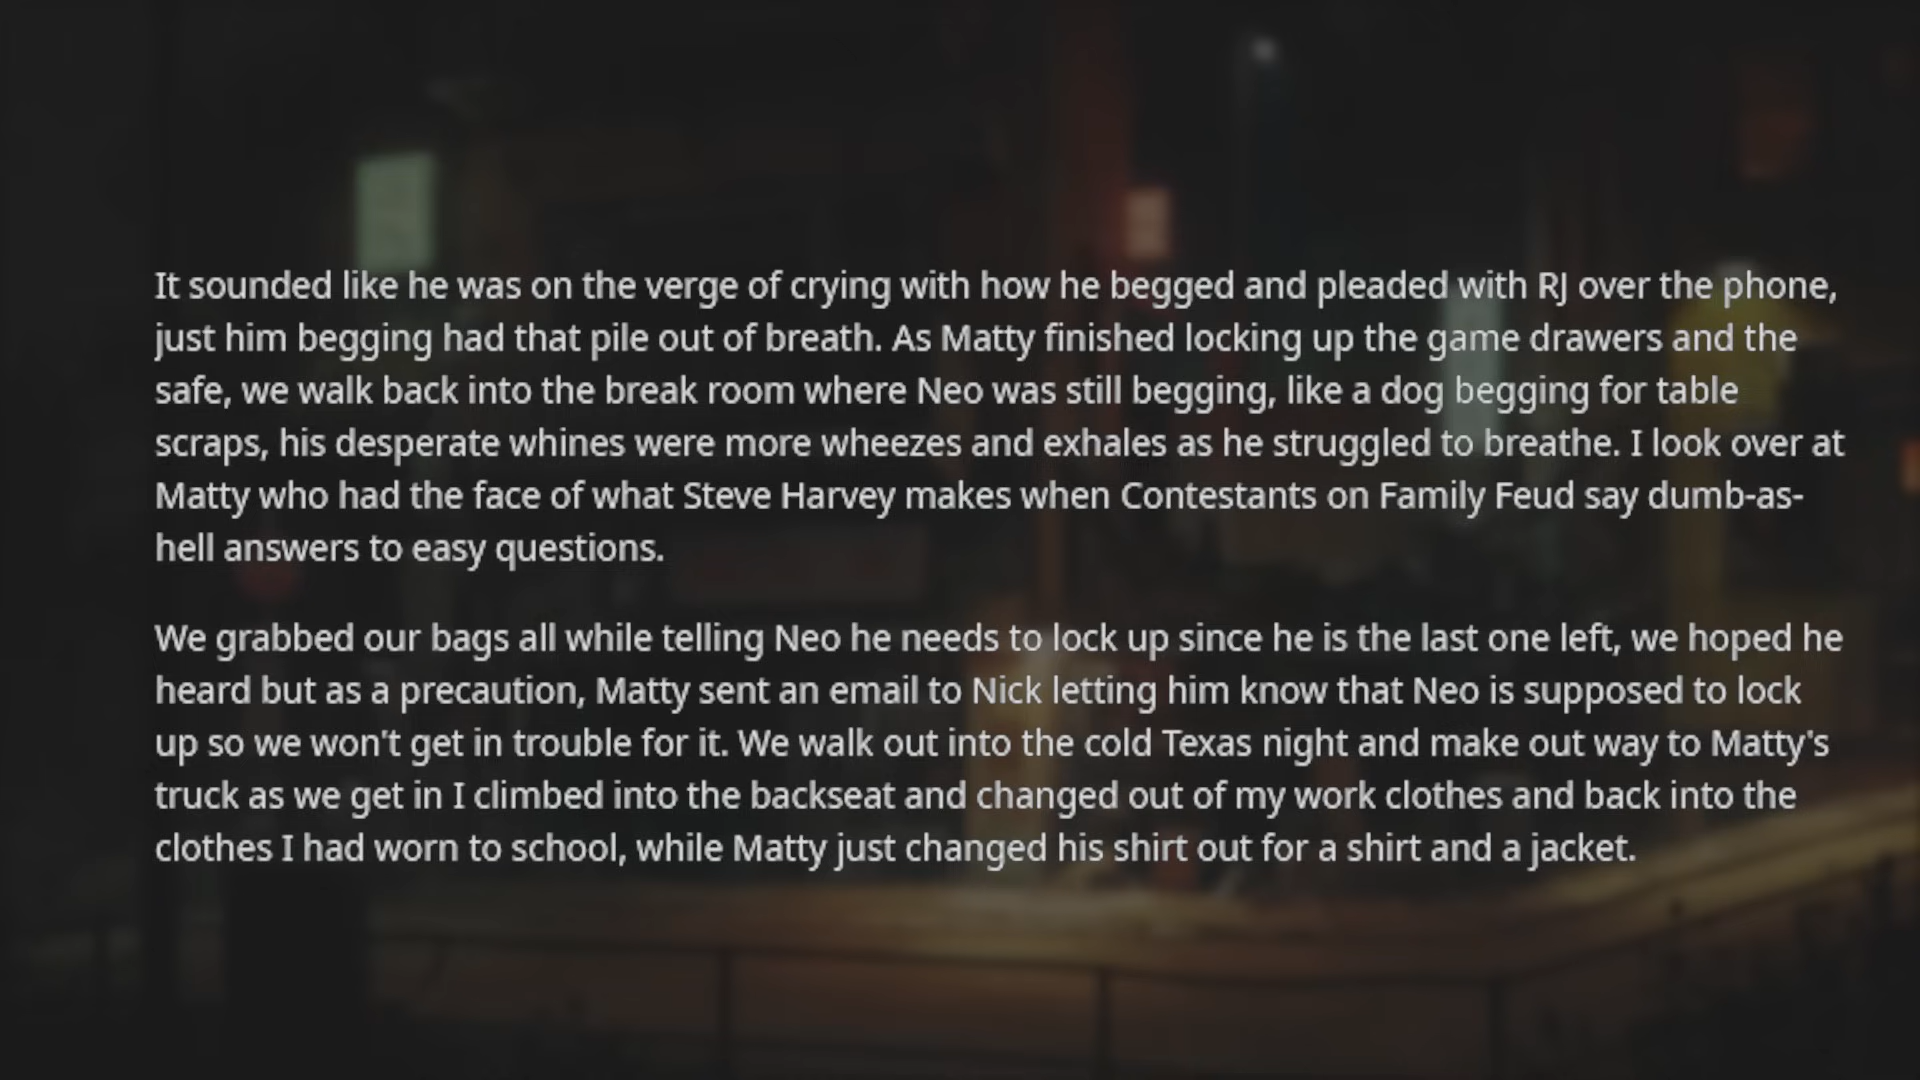 It sounded like he was on the verge of crying with how he begged and pleaded with RJ over the phone,
just him begging had that pile out of breath. As Matty finished locking up the game drawers and the
safe, we walk back into the break room where Neo was still begging, like a dog begging for table
scraps, his desperate whines were more wheezes and exhales as he struggled to breathe. I look over at
Matty who had the face of what Steve Harvey makes when Contestants on Family Feud say dumb-as-
hell answers to easy questions.
We grabbed our bags all while telling Neo he needs to lock up since he is the last one left, we hoped he
heard but as a precaution, Matty sent an email to Nick letting him know that Neo is supposed to lock
up so we won't get in trouble for it. We walk out into the cold Texas night and make out way to Matty's
truck as we get in I climbed into the backseat and changed out of my work clothes and back into the
clothes I had worn to school, while Matty just changed his shirt out for a shirt and a jacket.